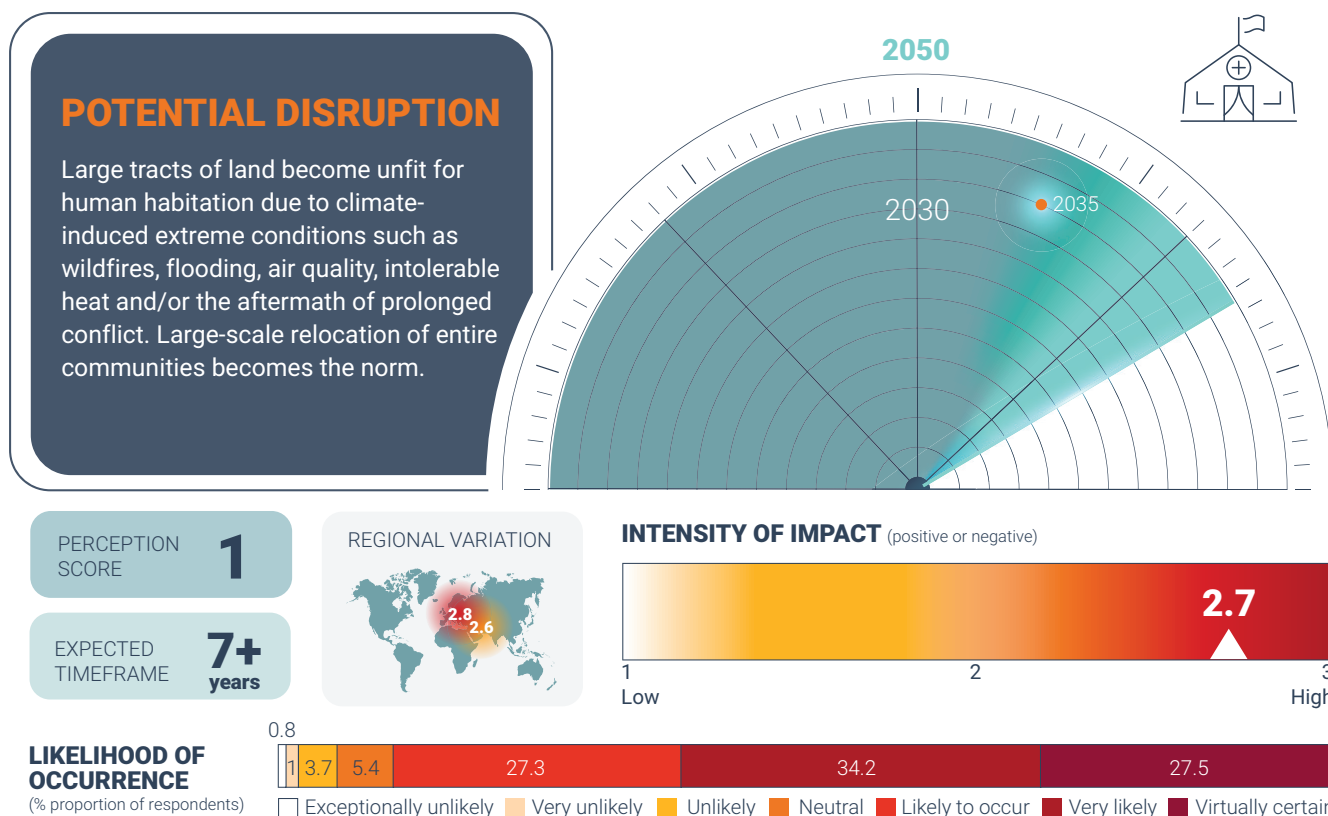 POTENTIAL DISRUPTION
Large tracts of land become unfit for
human habitation due to climate-
induced extreme conditions such as
wildfires, flooding, air quality, intolerable
heat and/or the aftermath of prolonged
conflict. Large-scale relocation of entire
communities becomes the norm.
2050
2030
2035
PERCEPTION
SCORE
1
EXPECTED
TIMEFRAME
7+
years
REGIONAL VARIATION
2.8
2.6
INTENSITY OF IMPACT (positive or negative)
2.7
1 2 3
Low High
0.8
LIKELIHOOD OF
OCCURRENCE
(% proportion of respondents)
1 3.7 5.4 27.3 34.2 27.5
Exceptionally unlikely Very unlikely Unlikely Neutral Likely to occur Very likely Virtually certain